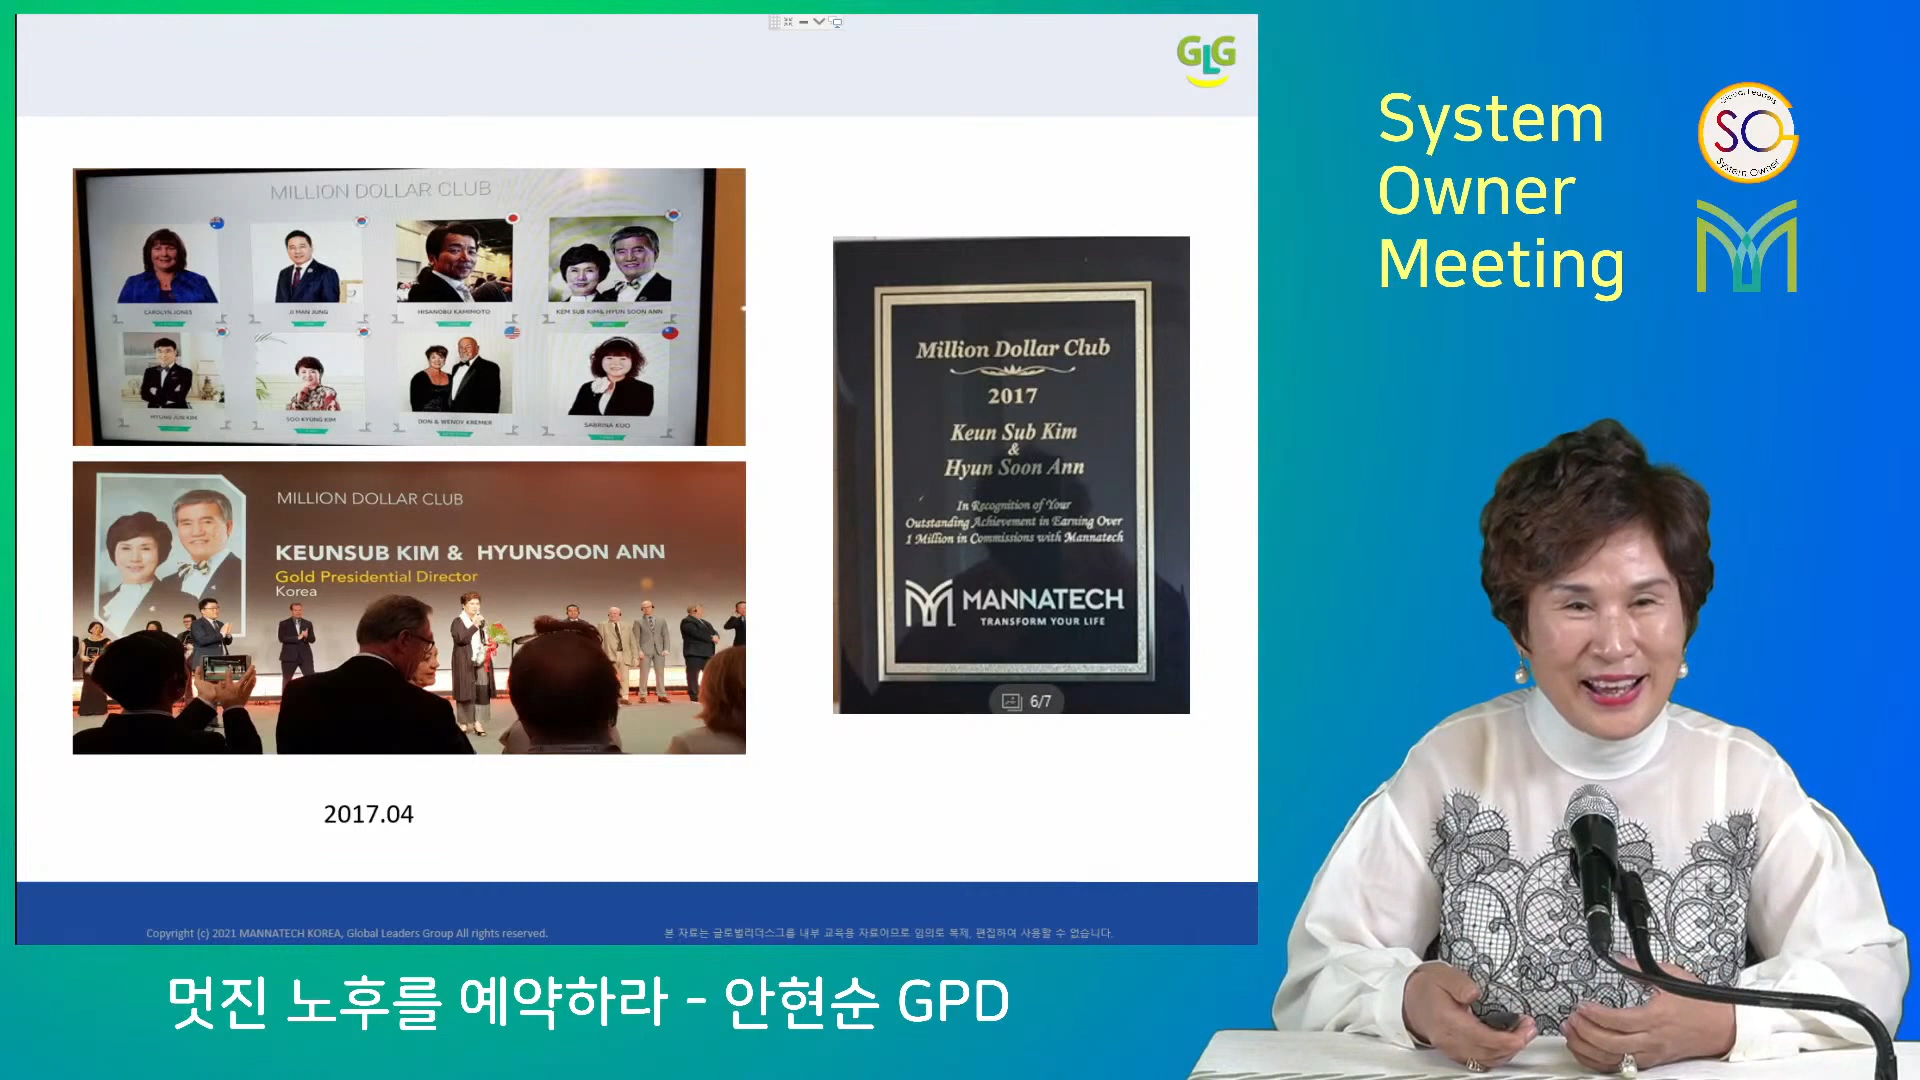 GLG
MILLION DOLLAR CLUB
CAROLYN JONES
JI MAN JUNG
HISANOBU KAMIMOTO
KEM SUB KIM& HYUN SOON ANN
HYUNG JUN KIM
SOO KYUNG KIM
DON & WENDY KREMER
SABRINA KUO
MILLION DOLLAR CLUB
KEUNSUB KIM & HYUNSOON ANN
Gold Presidential Director
Korea
2017.04
Million Dollar Club
2017
Keun Sub Kim
&
Hyun Soon Ann
In Recognition of Your
Outstanding Achievement in Earning Over
1 Million in Commissions with Mannatech
MANNATECH
TRANSFORM YOUR LIFE
6/7
Copyright (c) 2021 MANNATECH KOREA, Global Leaders Group All rights reserved.
본 자료는 글로벌리더스그룹 내부 교육용 자료이므로 임의로 복제, 편집하여 사용할 수 없습니다.
System
Owner
Meeting
Global Leaders
SO
System Owner
멋진 노후를 예약하라 - 안현순 GPD